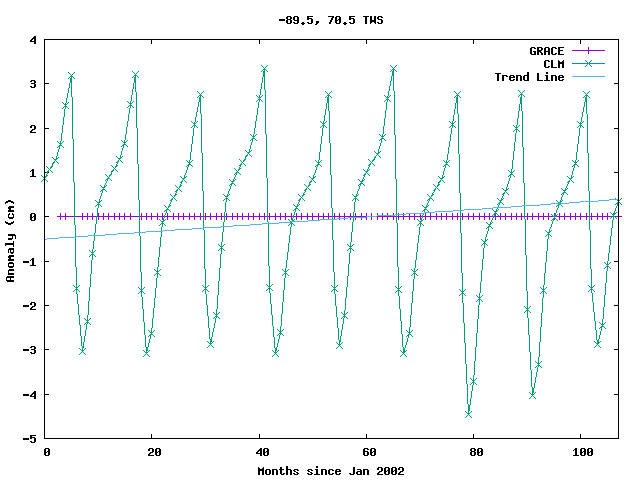 -89.5, 70.5 TWS
GRACE
CLM
Trend Line
4
3
2
1
0
-1
-2
-3
-4
-5
Anomaly (cm)
0 20 40 60 80 100
Months since Jan 2002